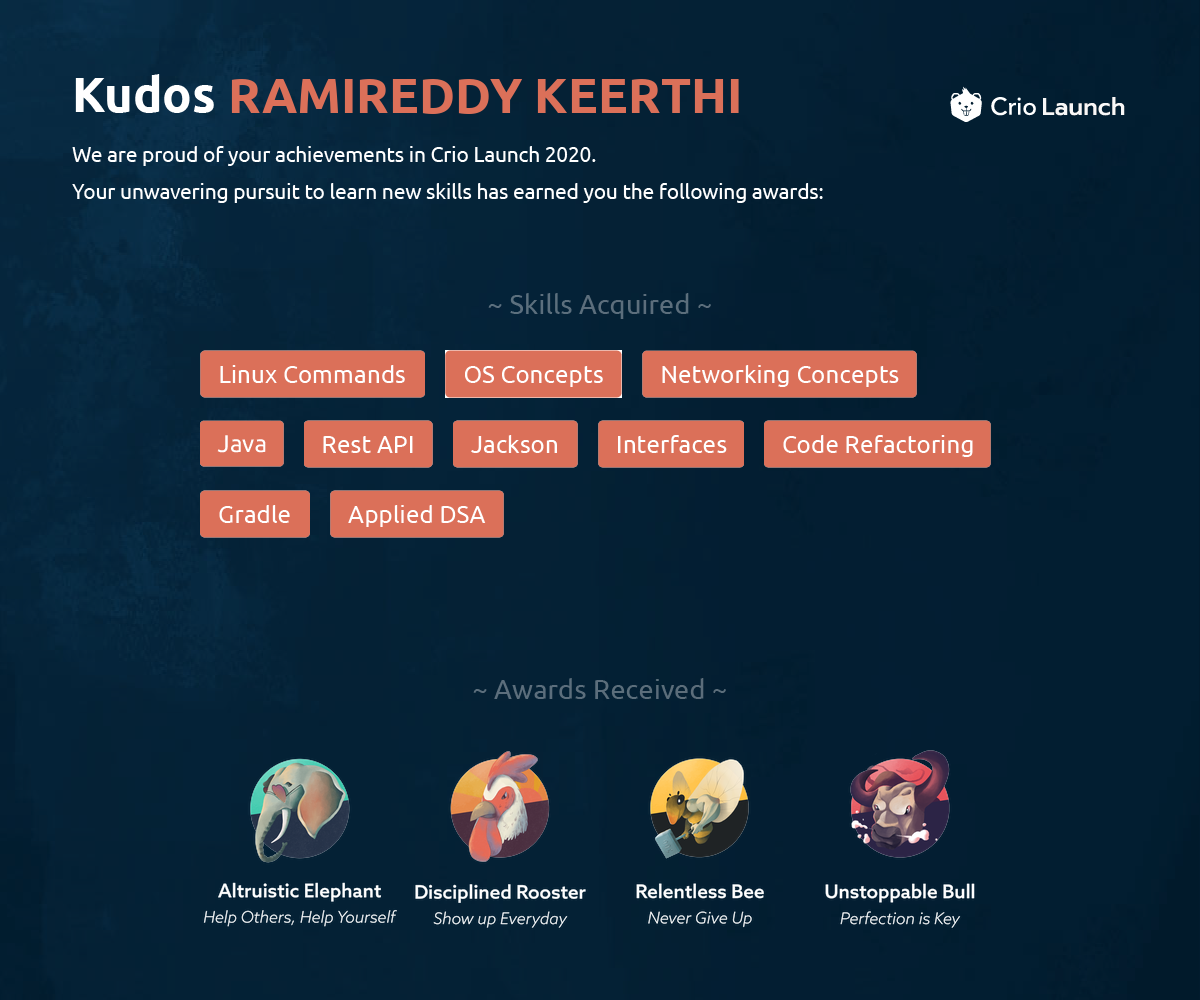 Kudos RAMIREDDY KEERTHI
Crio Launch
We are proud of your achievements in Crio Launch 2020.
Your unwavering pursuit to learn new skills has earned you the following awards:
~ Skills Acquired ~
Linux Commands OS Concepts Networking Concepts
Java Rest API Jackson Interfaces Code Refactoring
Gradle Applied DSA
~ Awards Received ~
Altruistic Elephant Disciplined Rooster Relentless Bee Unstoppable Bull
Help Others, Help Yourself Show up Everyday Never Give Up Perfection is Key